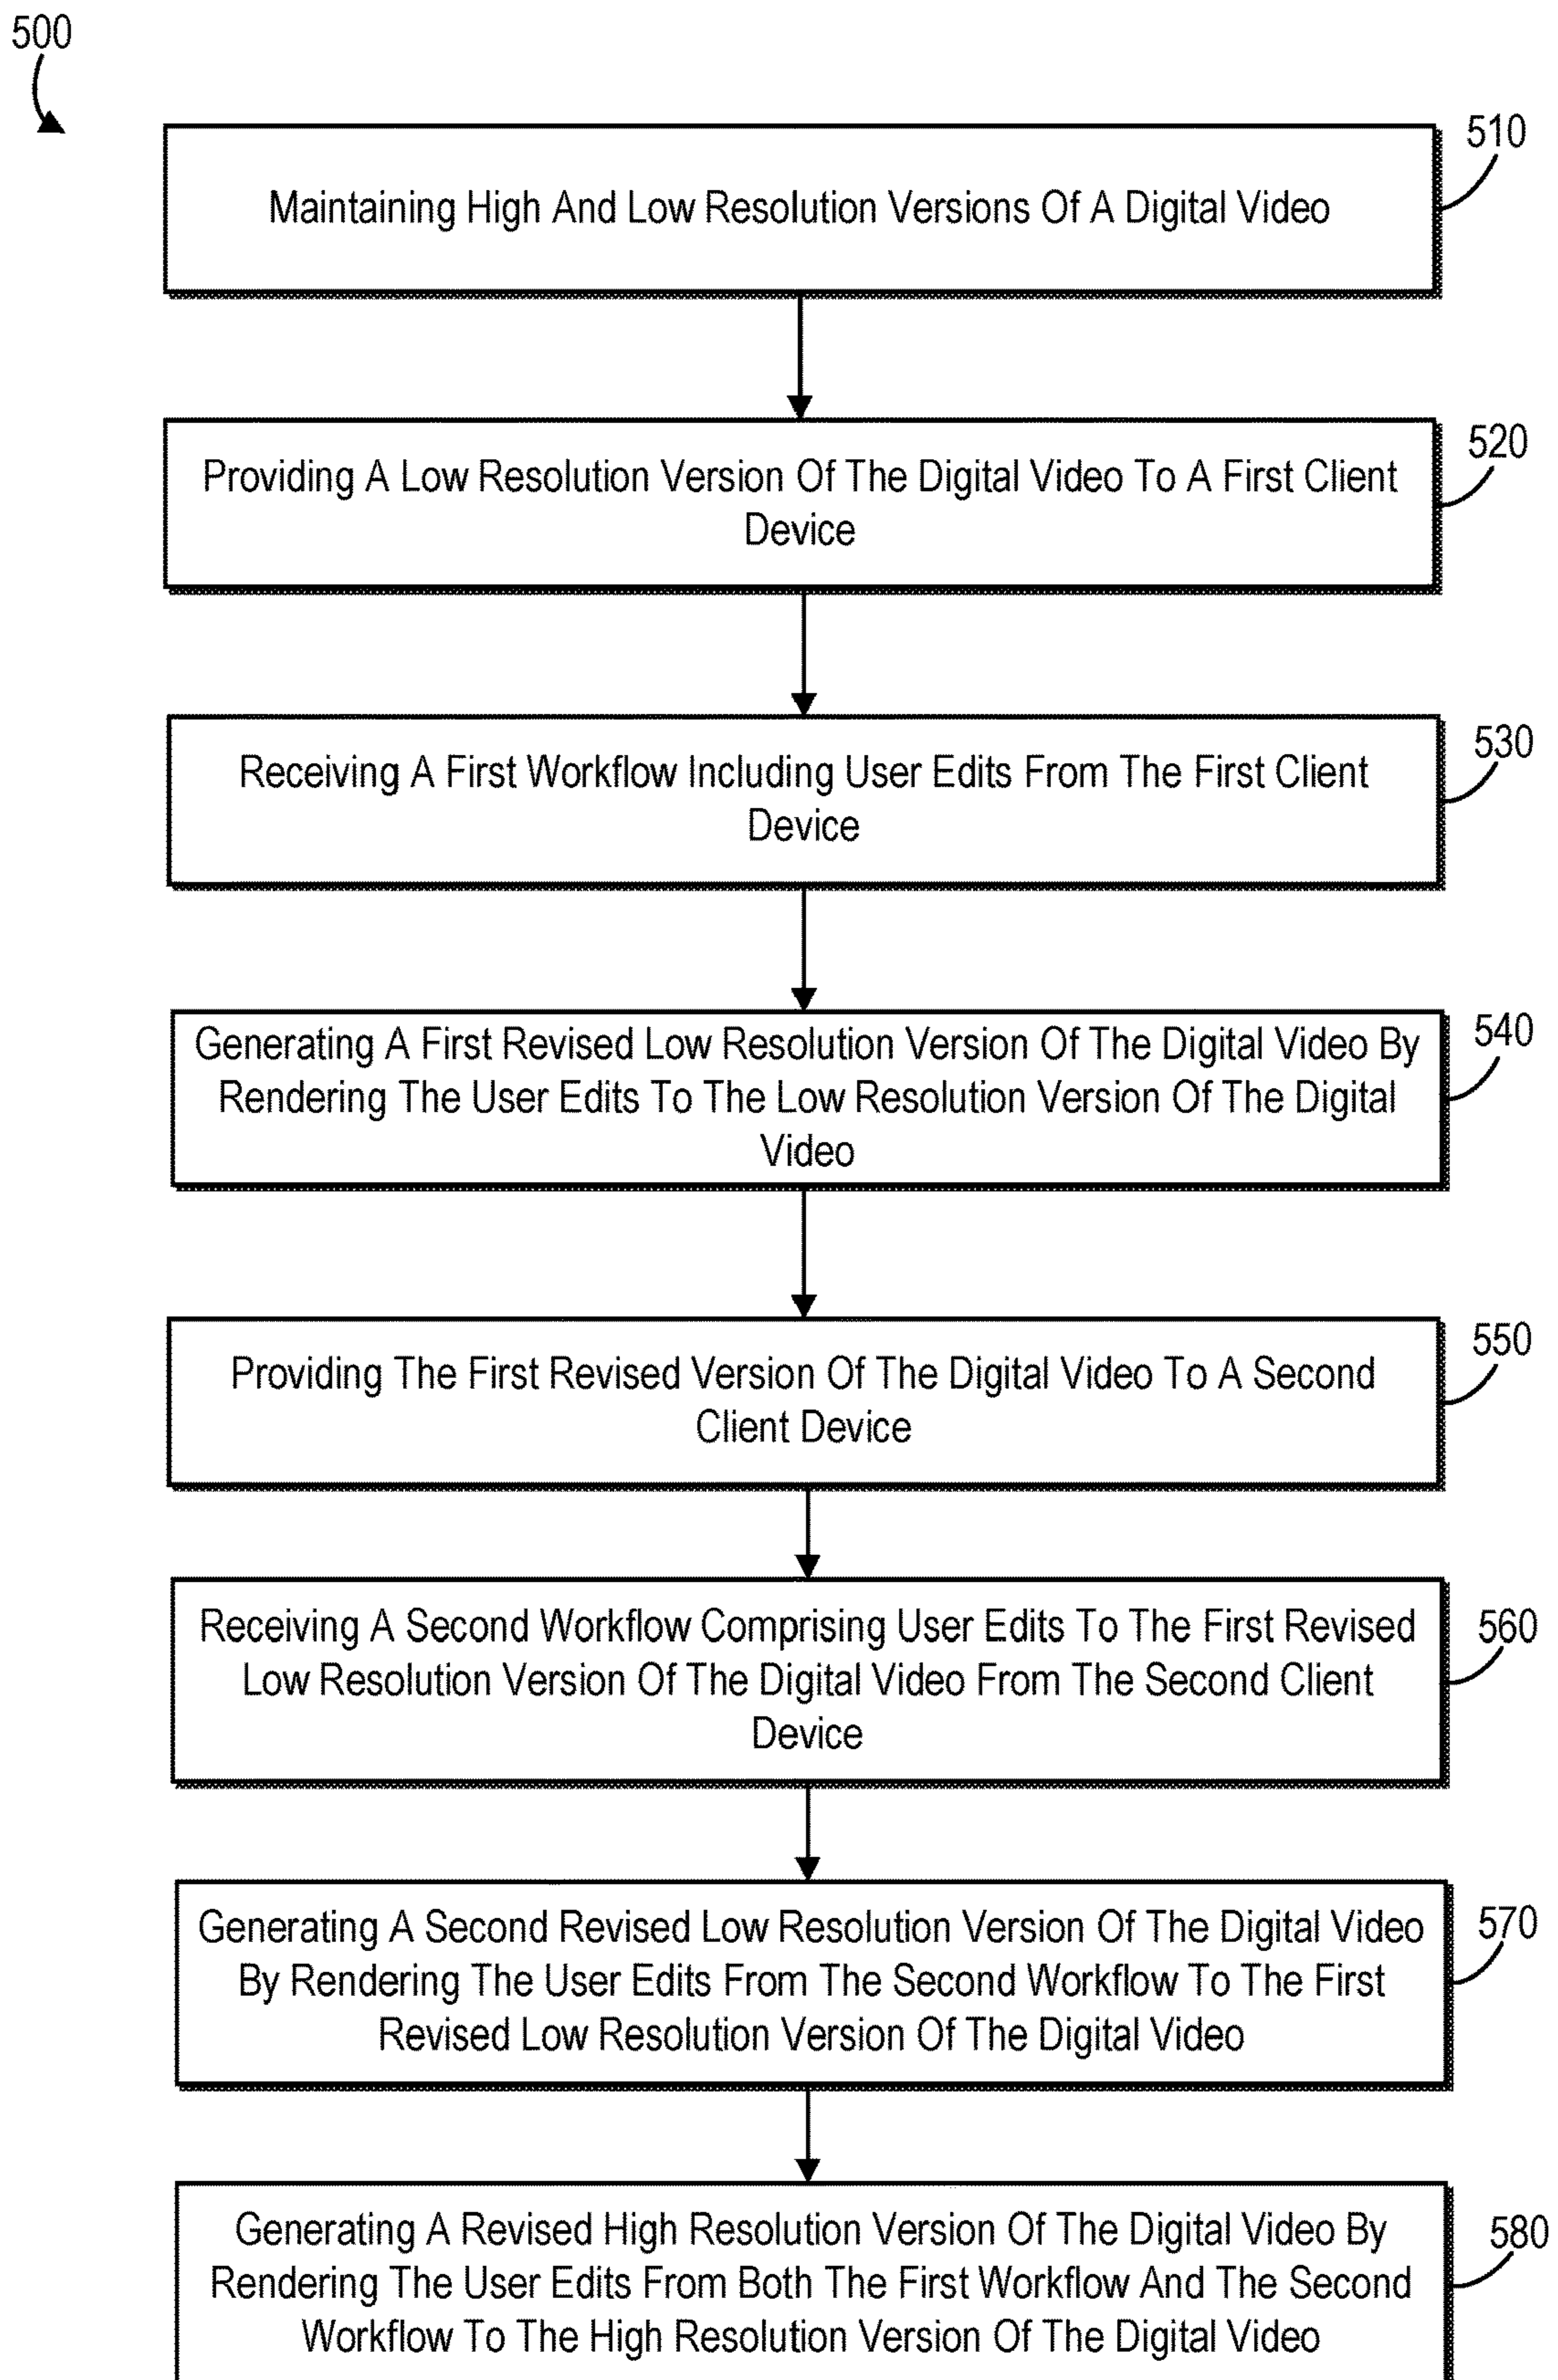 500
510
Maintaining High And Low Resolution Versions Of A Digital Video
520
Providing A Low Resolution Version Of The Digital Video To A First Client
Device
530
Receiving A First Workflow Including User Edits From The First Client
Device
540
Generating A First Revised Low Resolution Version Of The Digital Video By
Rendering The User Edits To The Low Resolution Version Of The Digital
Video
550
Providing The First Revised Version Of The Digital Video To A Second
Client Device
560
Receiving A Second Workflow Comprising User Edits To The First Revised
Low Resolution Version Of The Digital Video From The Second Client
Device
570
Generating A Second Revised Low Resolution Version Of The Digital Video
By Rendering The User Edits From The Second Workflow To The First
Revised Low Resolution Version Of The Digital Video
580
Generating A Revised High Resolution Version Of The Digital Video By
Rendering The User Edits From Both The First Workflow And The Second
Workflow To The High Resolution Version Of The Digital Video